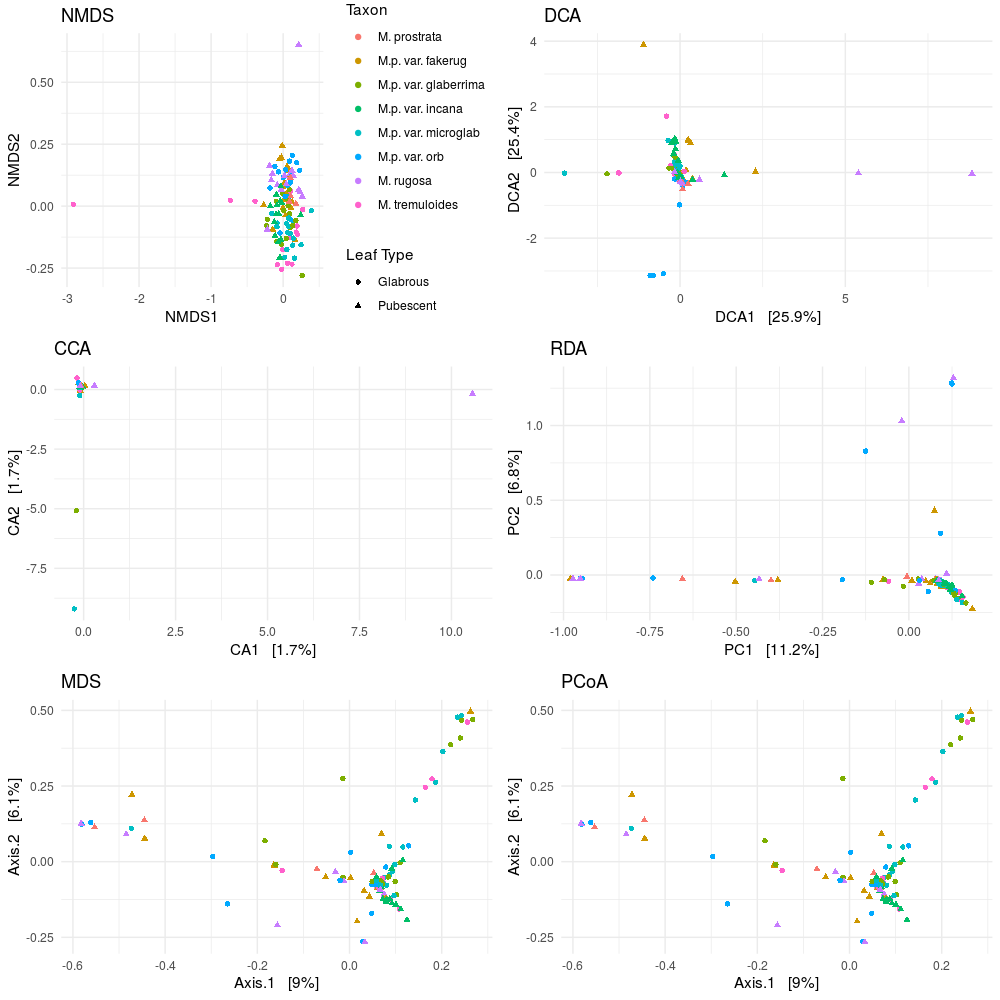 NMDS
NMDS2
0.50
0.25
0.00
-0.25
-3
-2
-1
0
NMDS1
Taxon
M. prostrata
M.p. var. fakerug
M.p. var. glaberrima
M.p. var. incana
M.p. var. microglab
M.p. var. orb
M. rugosa
M. tremuloides
Leaf Type
Glabrous
Pubescent
DCA
DCA2 [25.4%]
4
2
0
-2
0
5
DCA1 [25.9%]
CCA
CA2 [1.7%]
0.0
-2.5
-5.0
-7.5
0.0
2.5
5.0
7.5
10.0
CA1 [1.7%]
RDA
PC2 [6.8%]
1.0
0.5
0.0
-1.00
-0.75
-0.50
-0.25
0.00
PC1 [11.2%]
MDS
Axis.2 [6.1%]
0.50
0.25
0.00
-0.25
-0.6
-0.4
-0.2
0.0
0.2
Axis.1 [9%]
PCoA
Axis.2 [6.1%]
0.50
0.25
0.00
-0.25
-0.6
-0.4
-0.2
0.0
0.2
Axis.1 [9%]